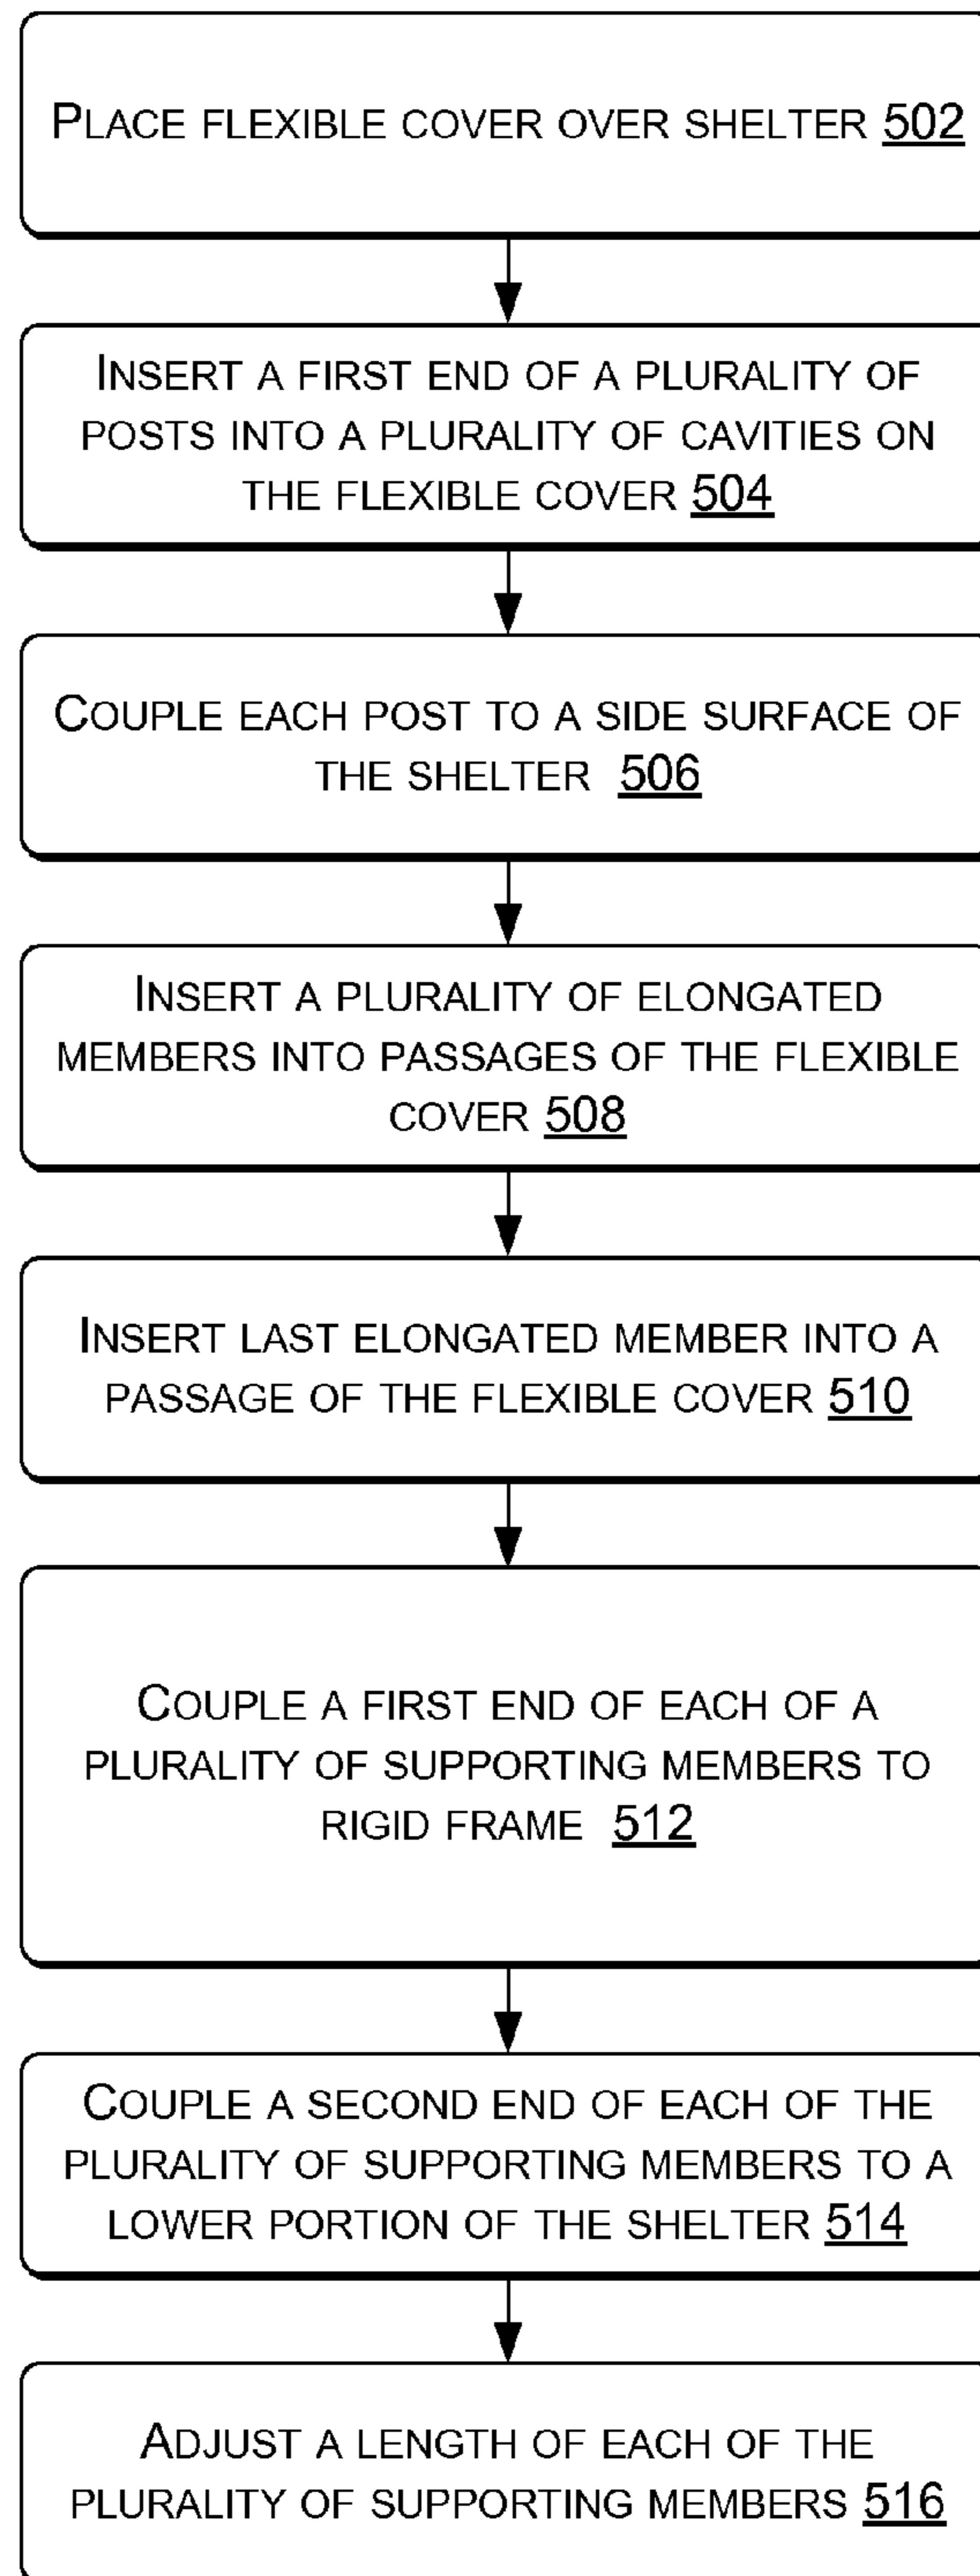 PLACE FLEXIBLE COVER OVER SHELTER 502
INSERT A FIRST END OF A PLURALITY OF
POSTS INTO A PLURALITY OF CAVITIES ON
THE FLEXIBLE COVER 504
COUPLE EACH POST TO A SIDE SURFACE OF
THE SHELTER 506
INSERT A PLURALITY OF ELONGATED
MEMBERS INTO PASSAGES OF THE FLEXIBLE
COVER 508
INSERT LAST ELONGATED MEMBER INTO A
PASSAGE OF THE FLEXIBLE COVER 510
COUPLE A FIRST END OF EACH OF A
PLURALITY OF SUPPORTING MEMBERS TO
RIGID FRAME 512
COUPLE A SECOND END OF EACH OF THE
PLURALITY OF SUPPORTING MEMBERS TO A
LOWER PORTION OF THE SHELTER 514
ADJUST A LENGTH OF EACH OF THE
PLURALITY OF SUPPORTING MEMBERS 516